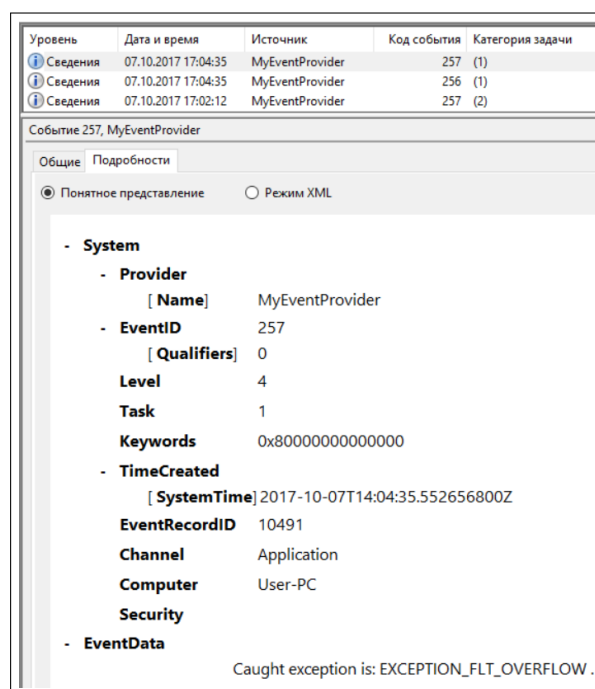 Уровень Дата и время Источник Код события Категория задачи
Сведения 07.10.2017 17:04:35 MyEventProvider 257 (1)
Сведения 07.10.2017 17:04:35 MyEventProvider 256 (1)
Сведения 07.10.2017 17:02:12 MyEventProvider 257 (2)
Событие 257, MyEventProvider
Общие Подробности
Понятное представление Режим XML
- System
- Provider
[ Name] MyEventProvider
- EventID 257
[ Qualifiers] 0
Level 4
Task 1
Keywords 0x80000000000000
- TimeCreated
[ SystemTime] 2017-10-07T14:04:35.552656800Z
EventRecordID 10491
Channel Application
Computer User-PC
Security
- EventData
Caught exception is: EXCEPTION_FLT_OVERFLOW .